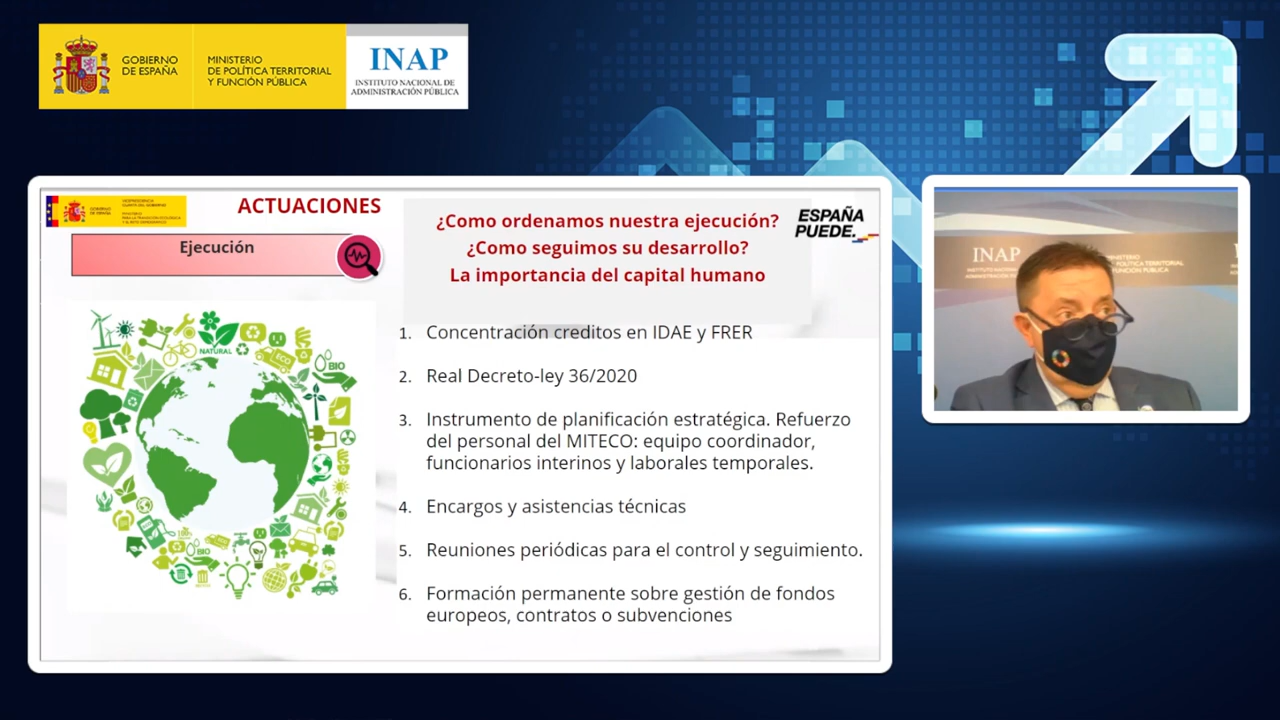 GOBIERNO
DE ESPAÑA
MINISTERIO
DE POLÍTICA TERRITORIAL
Y FUNCIÓN PÚBLICA
INAP
INSTITUTO NACIONAL DE
ADMINISTRACIÓN PÚBLICA
ACTUACIONES
Ejecución
¿Como ordenamos nuestra ejecución?
¿Como seguimos su desarrollo?
La importancia del capital humano
ESPAÑA
PUEDE.
NATURAL
ECO
BIO
BIO
1. Concentración creditos en IDAE y FRER
2. Real Decreto-ley 36/2020
3. Instrumento de planificación estratégica. Refuerzo
del personal del MITECO: equipo coordinador,
funcionarios interinos y laborales temporales.
4. Encargos y asistencias técnicas
5. Reuniones periódicas para el control y seguimiento.
6. Formación permanente sobre gestión de fondos
europeos, contratos o subvenciones
INAP